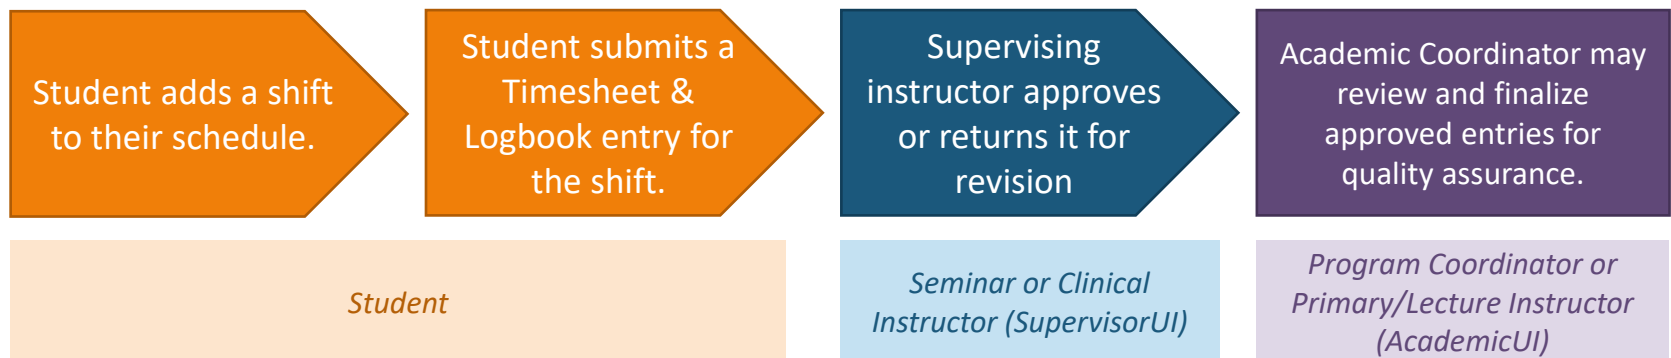 Student adds a shift
to their schedule.
Student submits a
Timesheet &
Logbook entry for
the shift.
Supervising
instructor approves
or returns it for
revision
Academic Coordinator may
review and finalize
approved entries for
quality assurance.
Student
Seminar or Clinical
Instructor (SupervisorUI)
Program Coordinator or
Primary/Lecture Instructor
(AcademicUI)